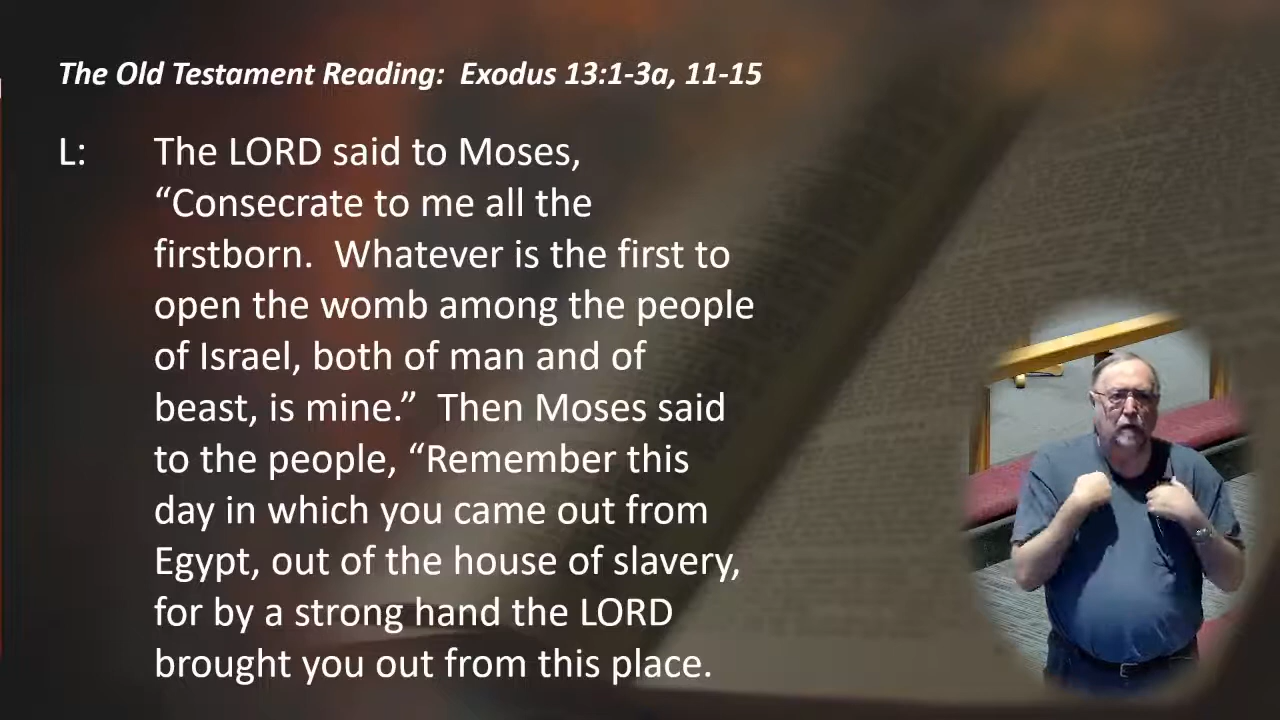 The Old Testament Reading:  Exodus 13:1-3a, 11-15
L: The LORD said to Moses,
“Consecrate to me all the
firstborn.  Whatever is the first to
open the womb among the people
of Israel, both of man and of
beast, is mine.”  Then Moses said
to the people, “Remember this
day in which you came out from
Egypt, out of the house of slavery,
for by a strong hand the LORD
brought you out from this place.